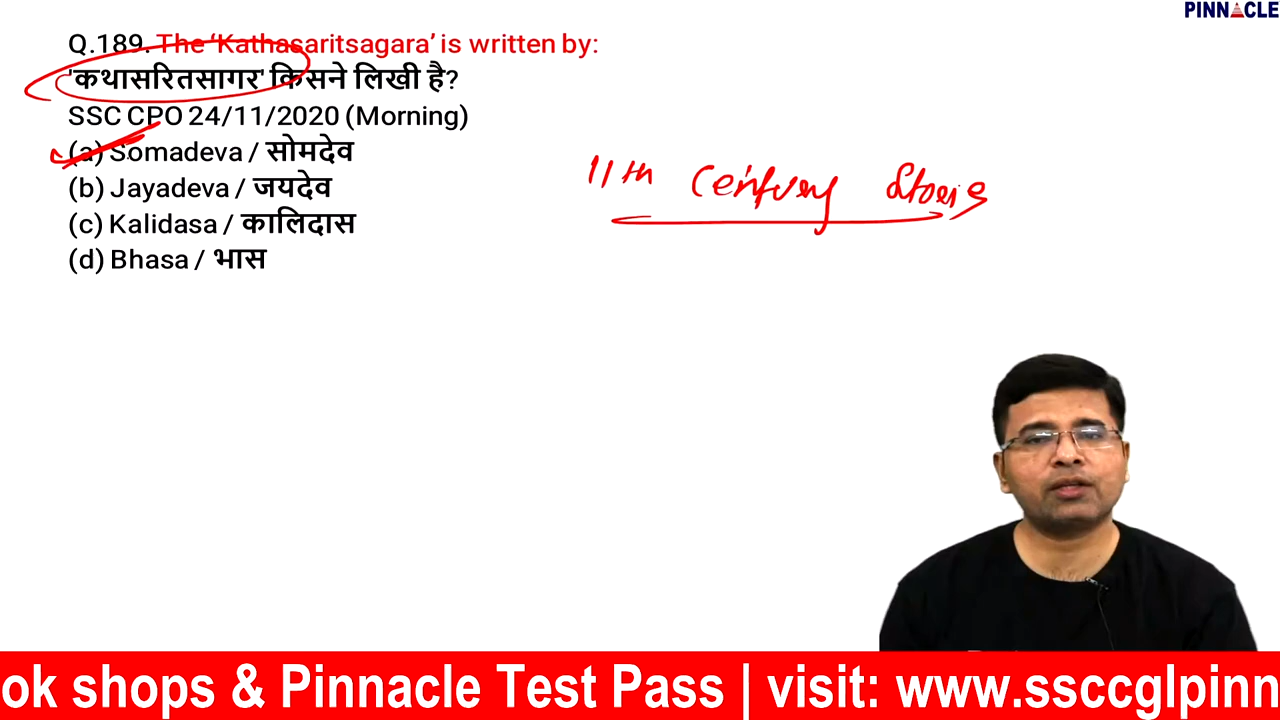 PINNACLE
Q.189. The ‘Kathasaritsagara’ is written by:
'कथासरितसागर' किसने लिखी है?
SSC CPO 24/11/2020 (Morning)
(a) Somadeva / सोमदेव
(b) Jayadeva / जयदेव
(c) Kalidasa / कालिदास
(d) Bhasa / भास
11th century
ok shops & Pinnacle Test Pass | visit: www.ssccglpinn